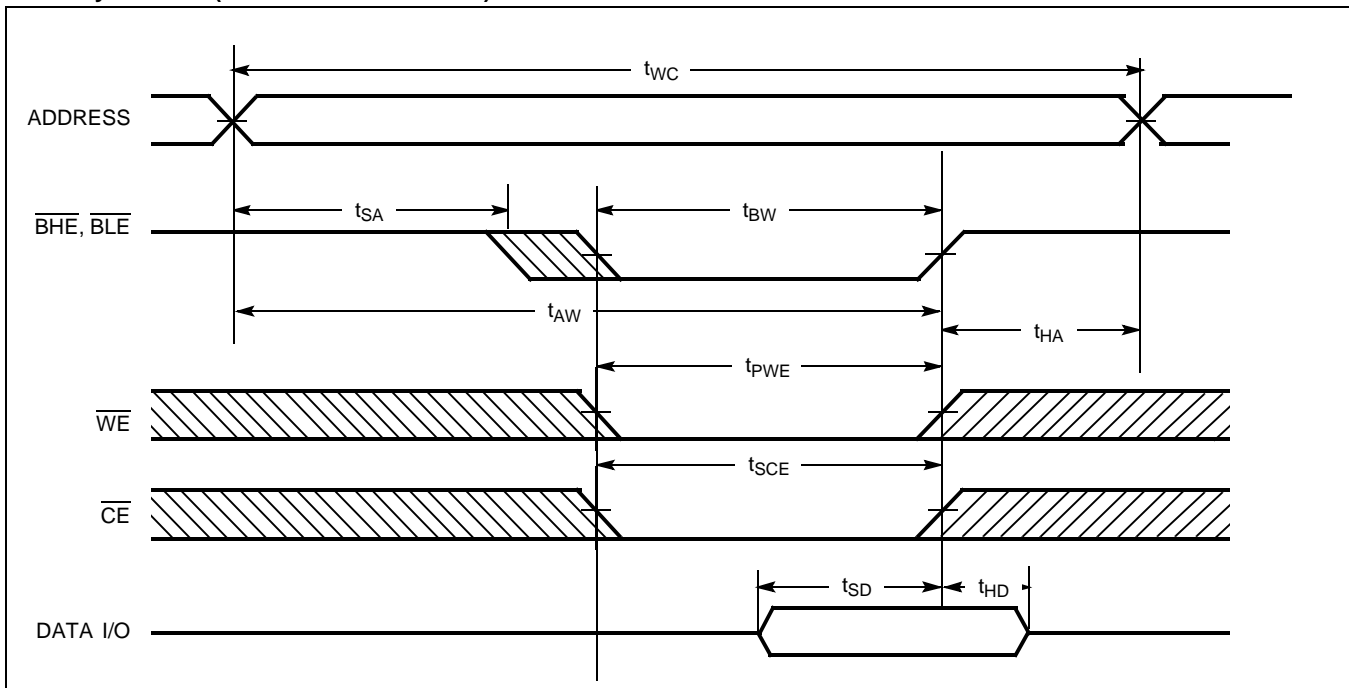 tWC
ADDRESS
tSA
tBW
BHE, BLE
tAW
tHA
tPWE
WE
tSCE
CE
tSD
tHD
DATA I/O